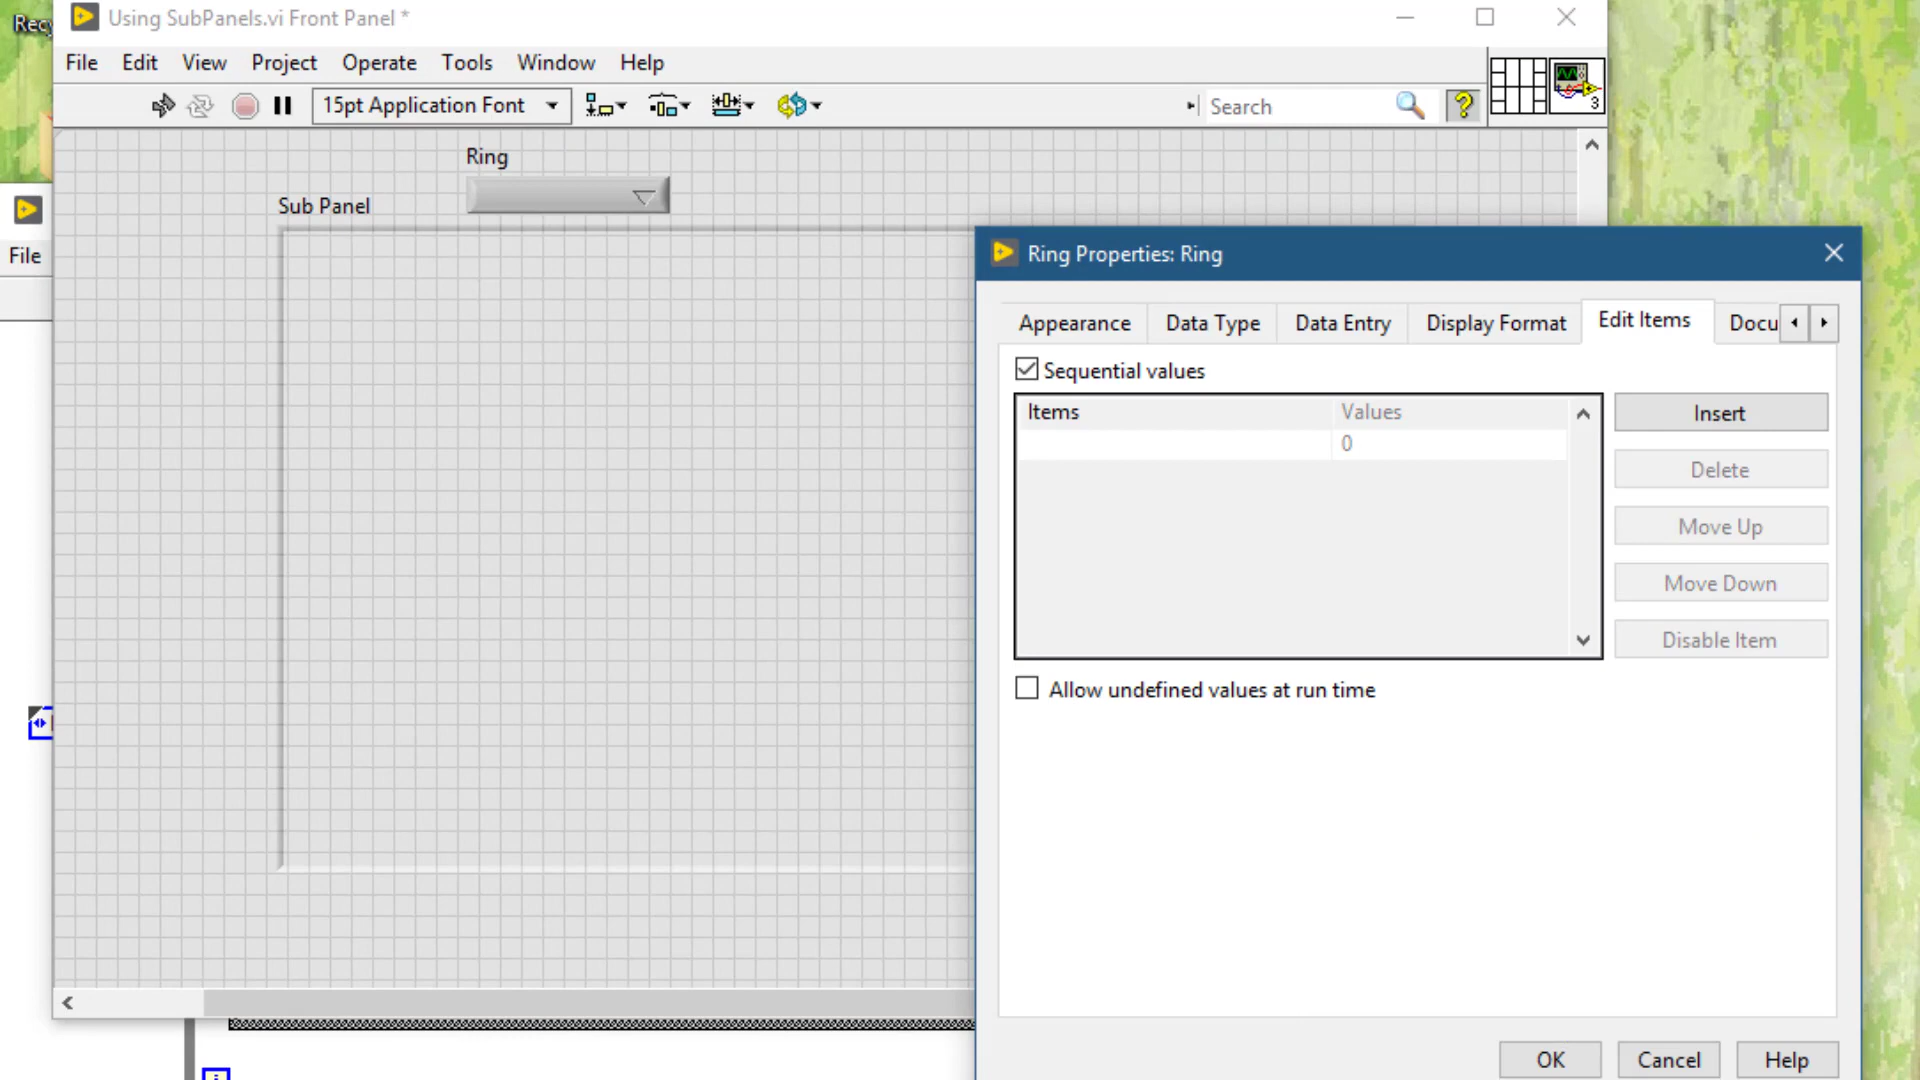 Recy
Using SubPanels.vi Front Panel *
File Edit View Project Operate Tools Window Help
15pt Application Font
Search
?
3
Ring
Sub Panel
File
Ring Properties: Ring
Appearance Data Type Data Entry Display Format Edit Items Docu
Sequential values
Items Values
0
Insert
Delete
Move Up
Move Down
Disable Item
Allow undefined values at run time
OK Cancel Help
i